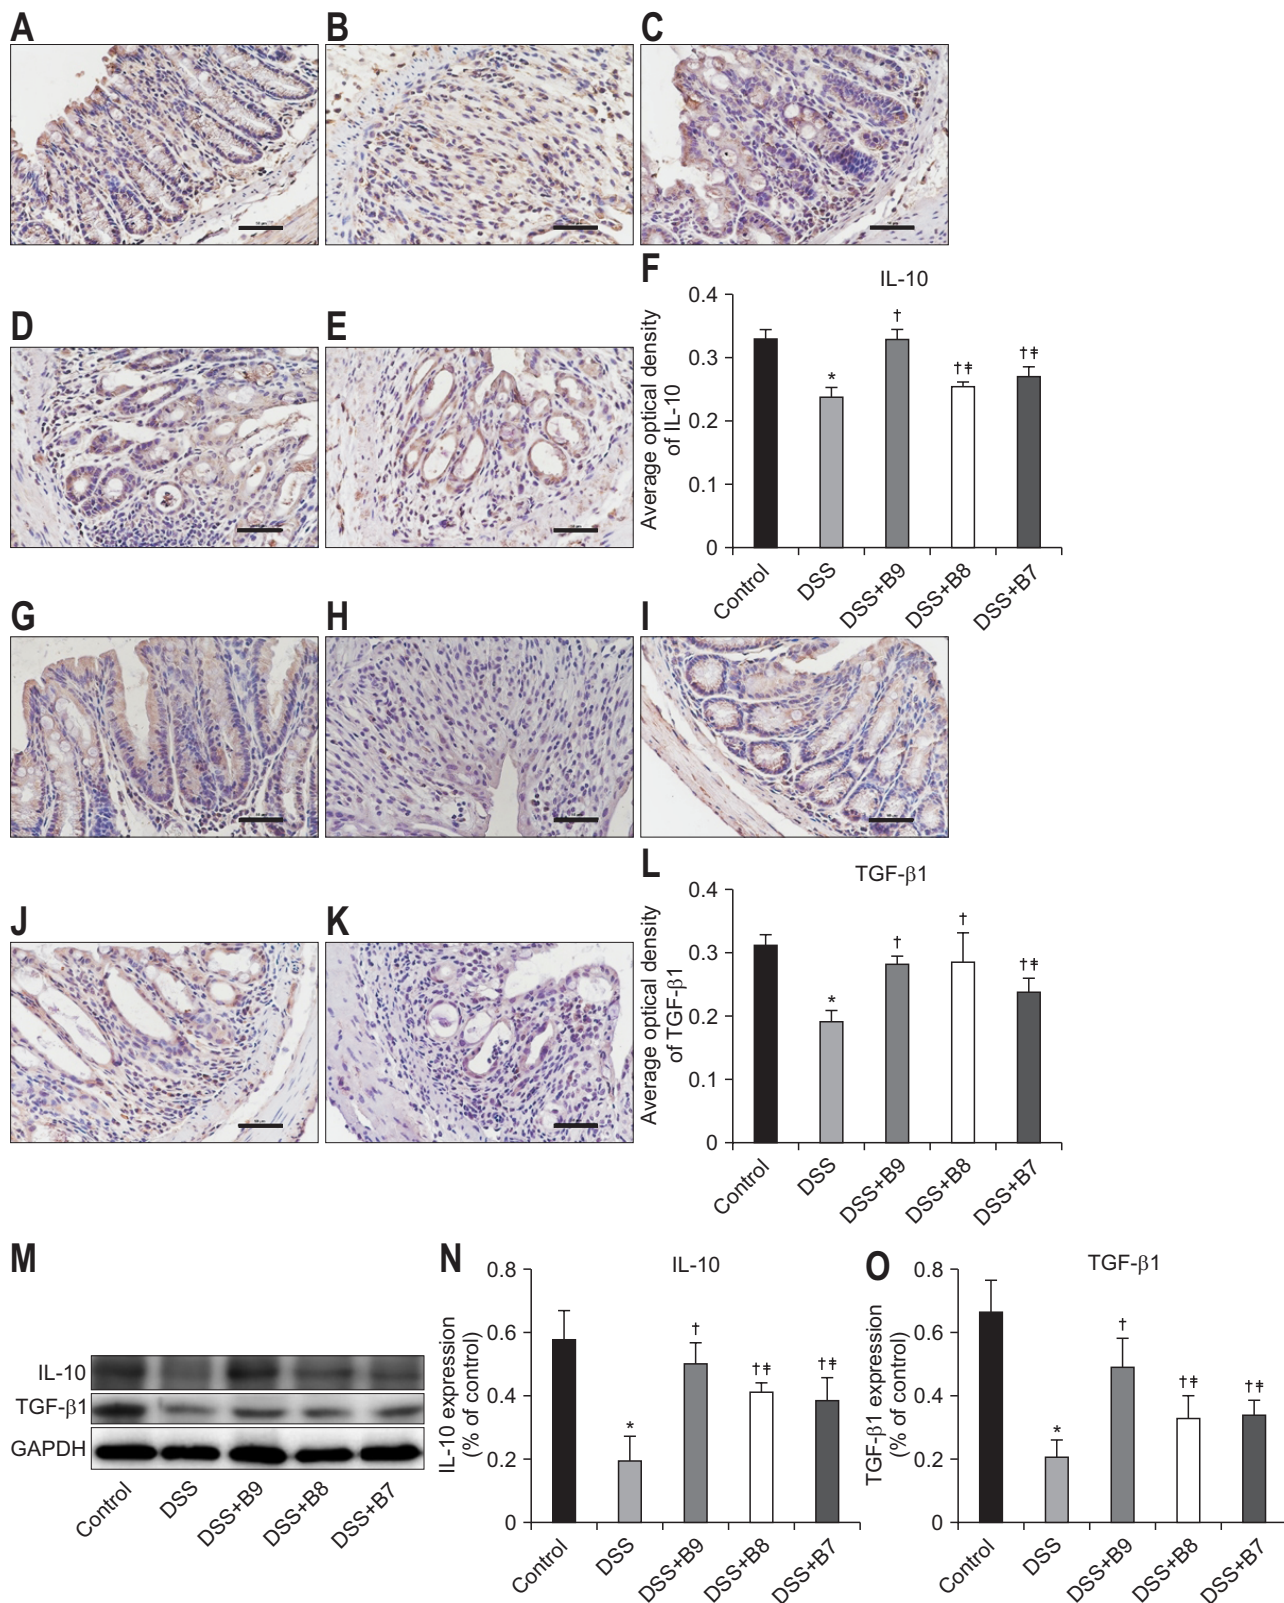 A
B
C
D
E
F
IL-10
Average optical density
of IL-10
0.4
0.3
0.2
0.1
0
*
†
†‡
†‡
Control
DSS
DSS+B9
DSS+B8
DSS+B7
G
H
I
J
K
L
TGF-β1
Average optical density
of TGF-β1
0.4
0.3
0.2
0.1
0
*
†
†
†‡
Control
DSS
DSS+B9
DSS+B8
DSS+B7
M
IL-10
TGF-β1
GAPDH
Control
DSS
DSS+B9
DSS+B8
DSS+B7
N
IL-10
IL-10 expression
(% of control)
0.8
0.6
0.4
0.2
0
*
†
†‡
†‡
Control
DSS
DSS+B9
DSS+B8
DSS+B7
O
TGF-β1
TGF-β1 expression
(% of control)
0.8
0.6
0.4
0.2
0
*
†
†‡
†‡
Control
DSS
DSS+B9
DSS+B8
DSS+B7